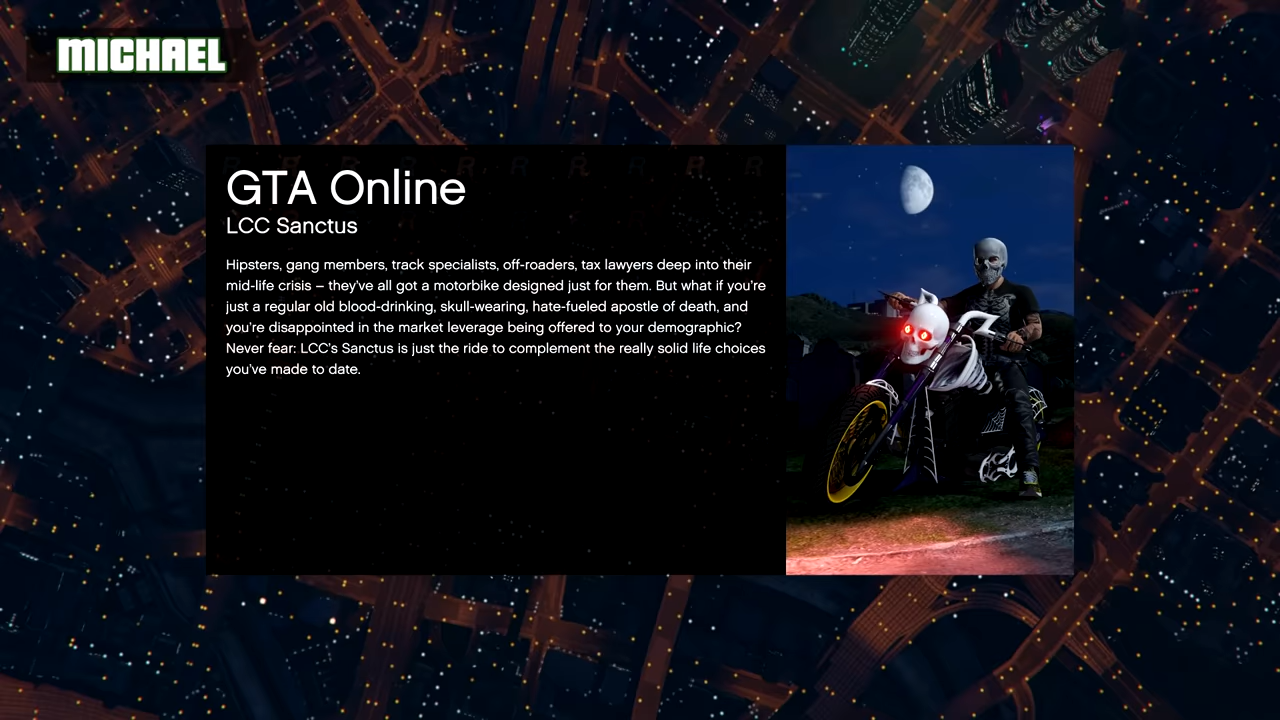 MICHAEL
GTA Online
LCC Sanctus
Hipsters, gang members, track specialists, off-roaders, tax lawyers deep into their
mid-life crisis – they've all got a motorbike designed just for them. But what if you're
just a regular old blood-drinking, skull-wearing, hate-fueled apostle of death, and
you're disappointed in the market leverage being offered to your demographic?
Never fear: LCC's Sanctus is just the ride to complement the really solid life choices
you've made to date.